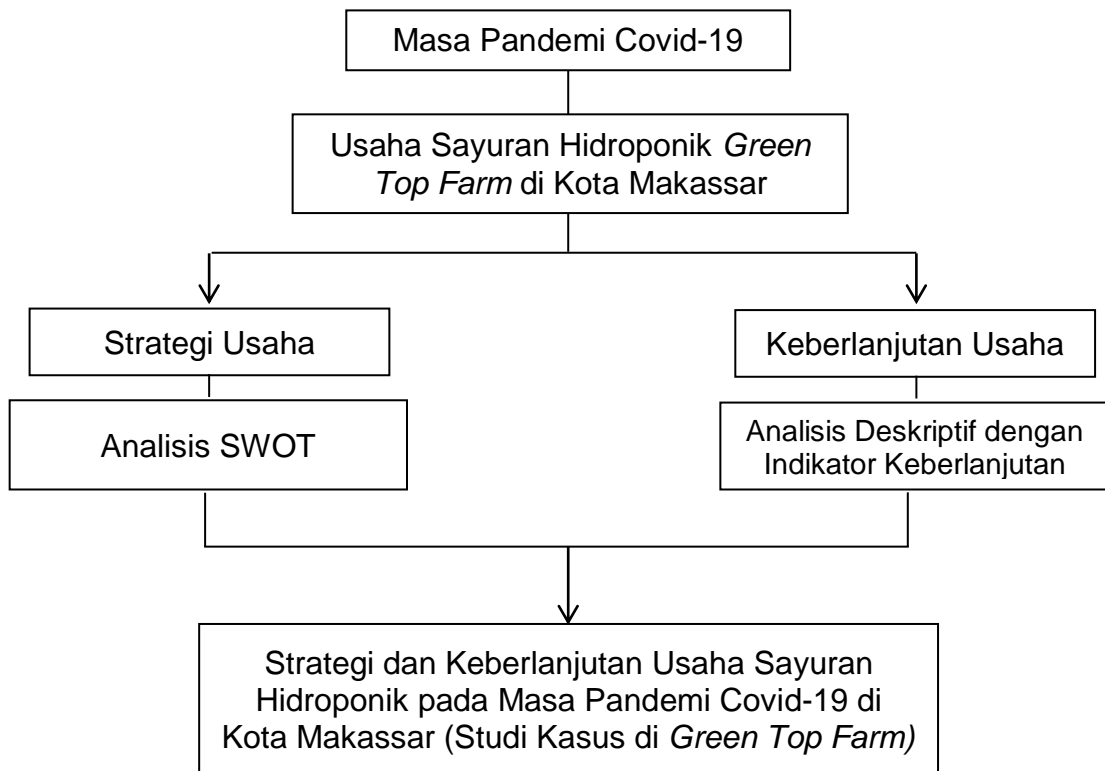 Masa Pandemi Covid-19
Usaha Sayuran Hidroponik Green
Top Farm di Kota Makassar
Strategi Usaha
Keberlanjutan Usaha
Analisis SWOT
Analisis Deskriptif dengan
Indikator Keberlanjutan
Strategi dan Keberlanjutan Usaha Sayuran
Hidroponik pada Masa Pandemi Covid-19 di
Kota Makassar (Studi Kasus di Green Top Farm)